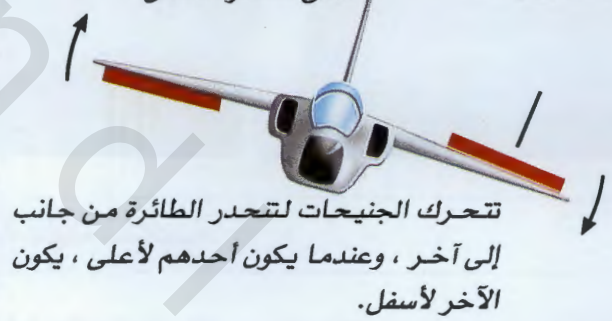 تتحرك الجنيحات لتنحدر الطائرة من جانب
إلى آخر ، وعندما يكون أحدهم لأعلى ، يكون
الآخر لأسفل.